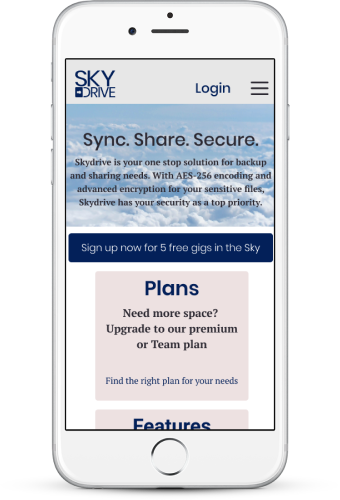 SKY
DRIVE
Login
Sync. Share. Secure.
Skydrive is your one stop solution for backup
and sharing needs. With AES-256 encoding and
advanced encryption for your sensitive files,
Skydrive has your security as a top priority.
Sign up now for 5 free gigs in the Sky
Plans
Need more space?
Upgrade to our premium
or Team plan
Find the right plan for your needs
Features